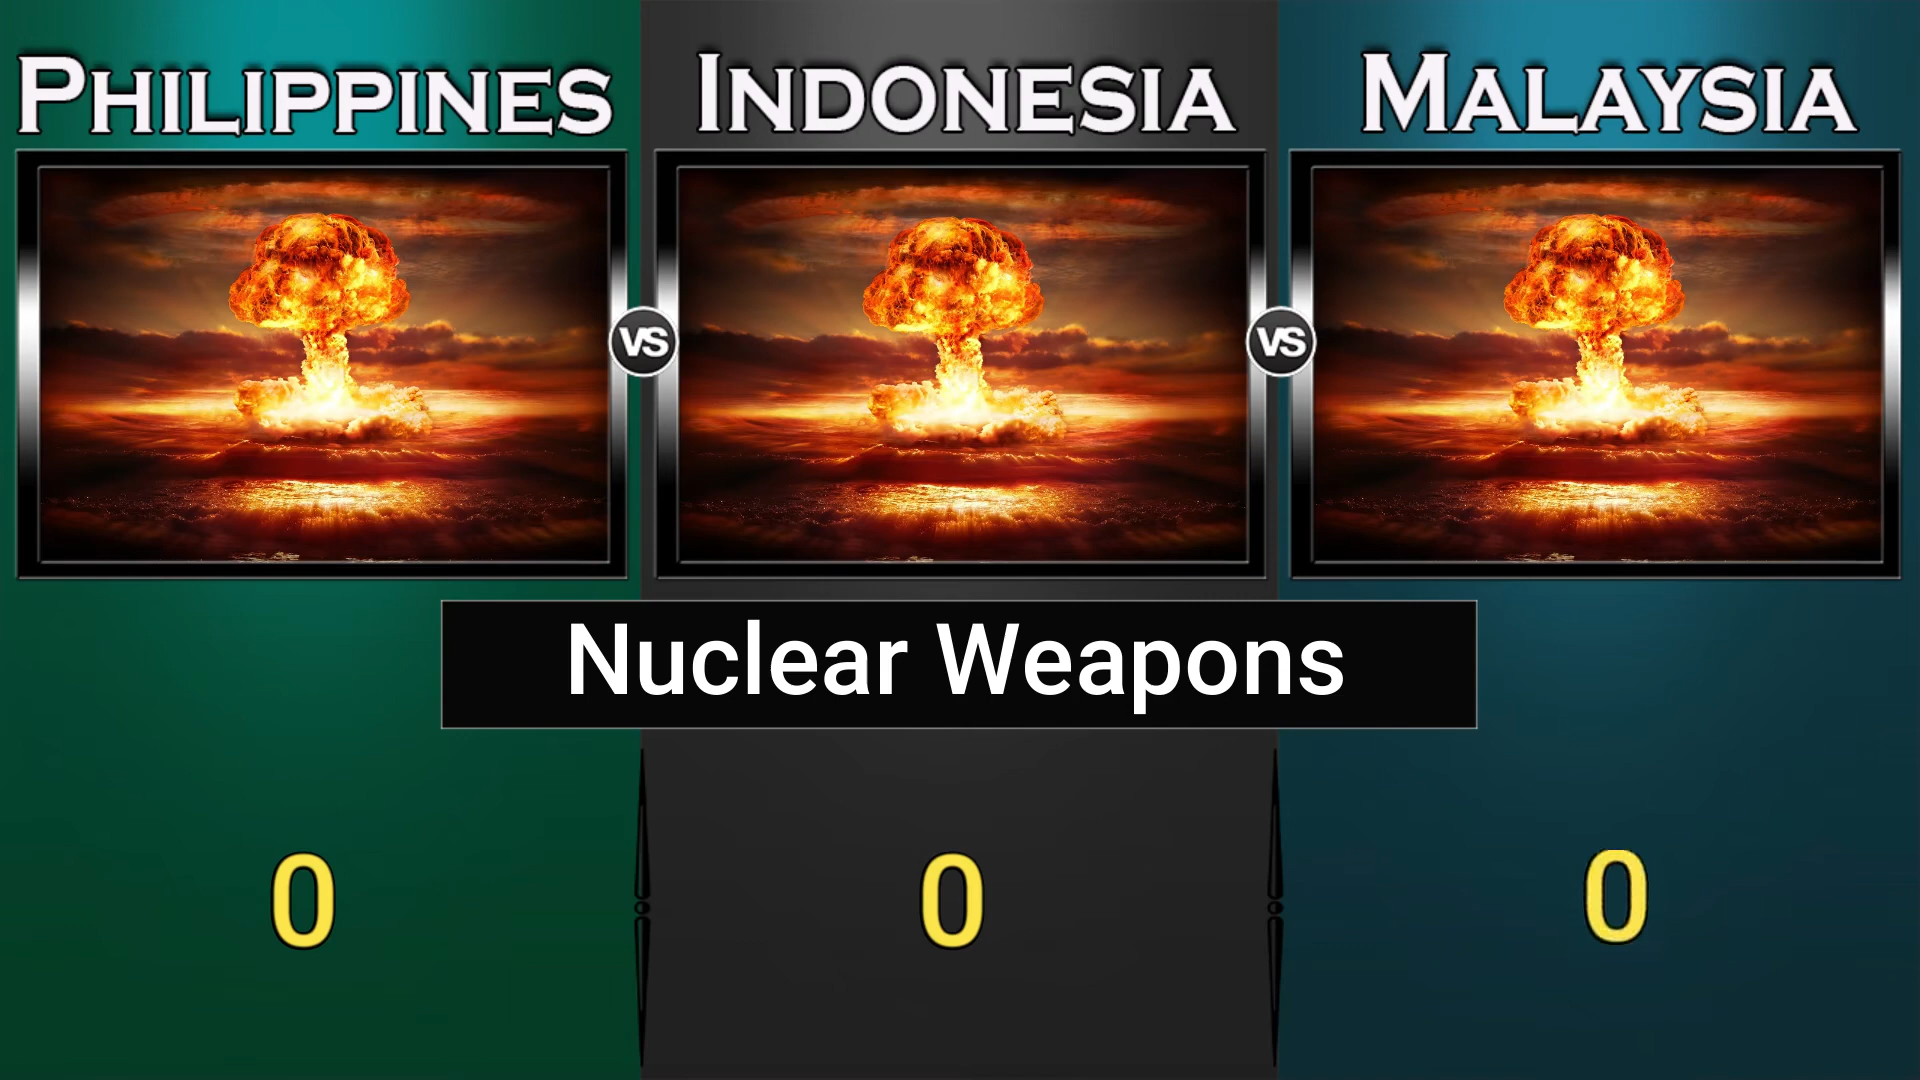 PHILIPPINES
INDONESIA
MALAYSIA
VS
VS
Nuclear Weapons
0
0
0